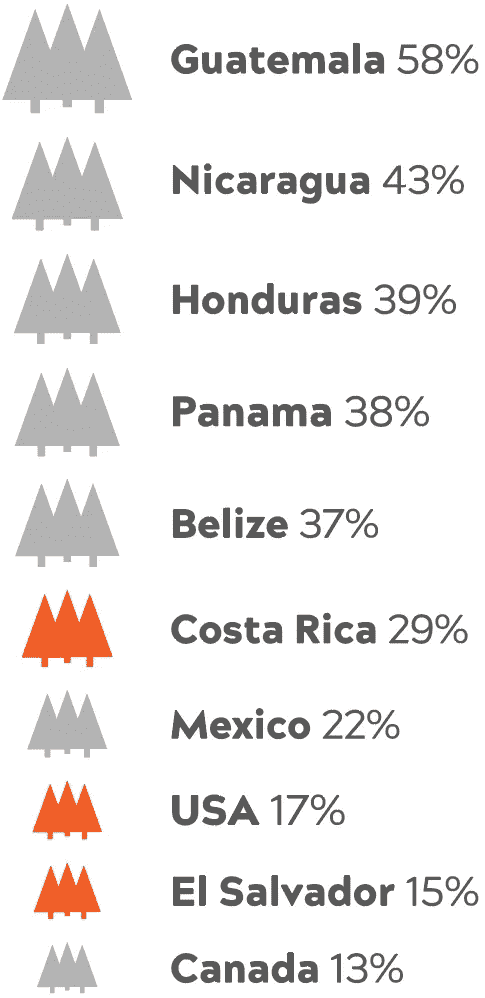 Guatemala 58%
Nicaragua 43%
Honduras 39%
Panama 38%
Belize 37%
Costa Rica 29%
Mexico 22%
USA 17%
El Salvador 15%
Canada 13%